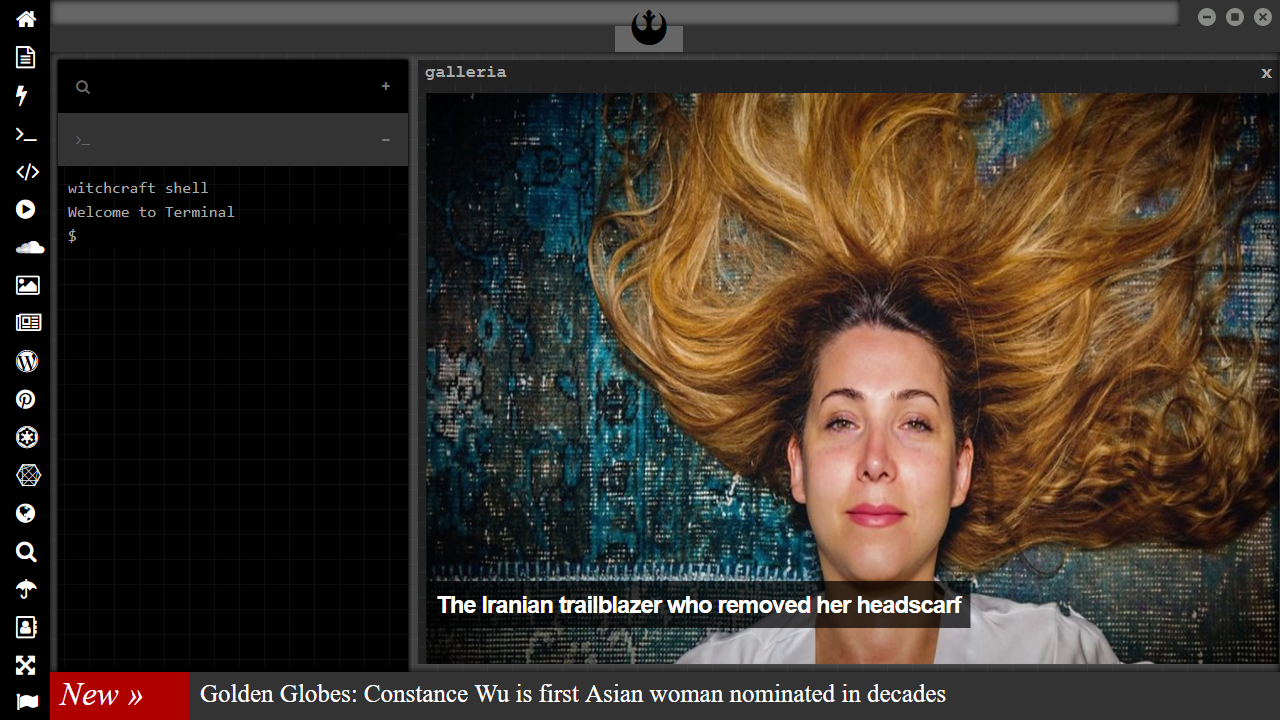 galleria
x
witchcraft shell
Welcome to Terminal
$
The Iranian trailblazer who removed her headscarf
New »
Golden Globes: Constance Wu is first Asian woman nominated in decades